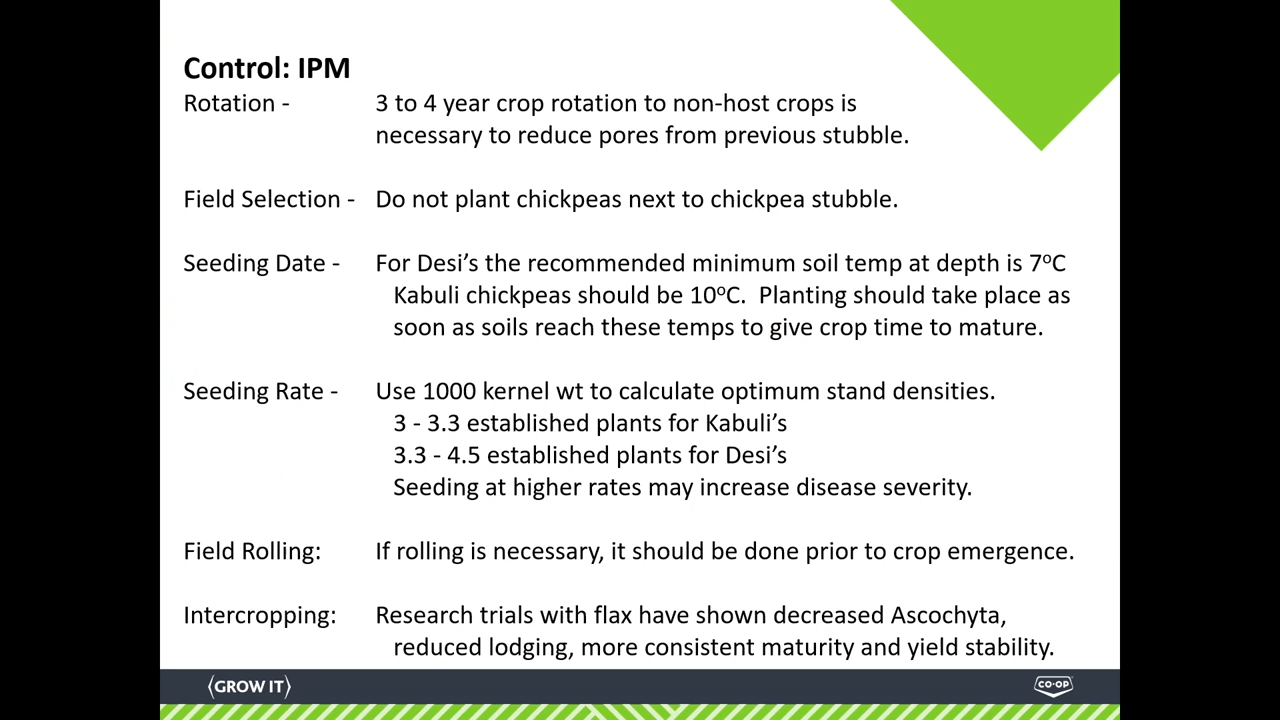 Control: IPM
Rotation - 3 to 4 year crop rotation to non-host crops is
necessary to reduce pores from previous stubble.
Field Selection - Do not plant chickpeas next to chickpea stubble.
Seeding Date - For Desi's the recommended minimum soil temp at depth is 7ºC
Kabuli chickpeas should be 10ºC. Planting should take place as
soon as soils reach these temps to give crop time to mature.
Seeding Rate - Use 1000 kernel wt to calculate optimum stand densities.
3 - 3.3 established plants for Kabuli's
3.3 - 4.5 established plants for Desi's
Seeding at higher rates may increase disease severity.
Field Rolling: If rolling is necessary, it should be done prior to crop emergence.
Intercropping: Research trials with flax have shown decreased Ascochyta,
reduced lodging, more consistent maturity and yield stability.
GROW IT CO-OP